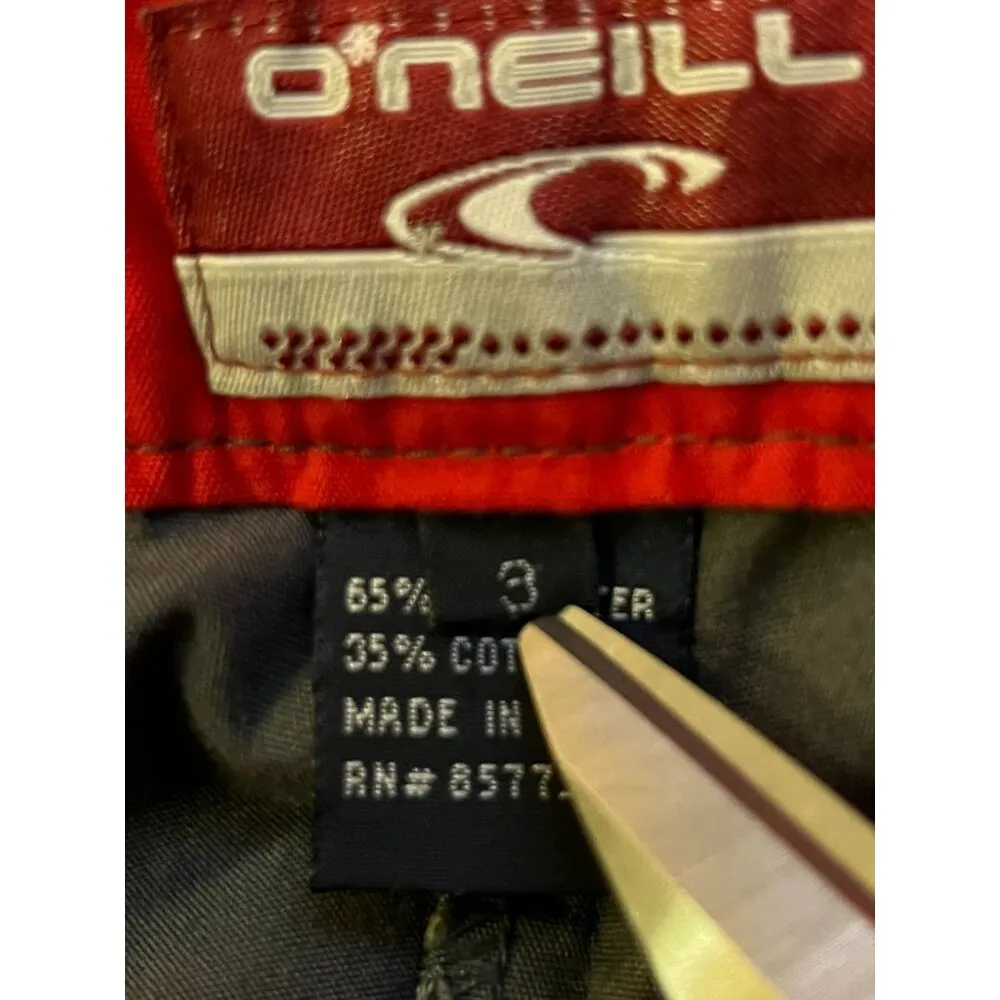 O'NEILL
3
65% TER
35% COT
MADE IN
RN# 8577